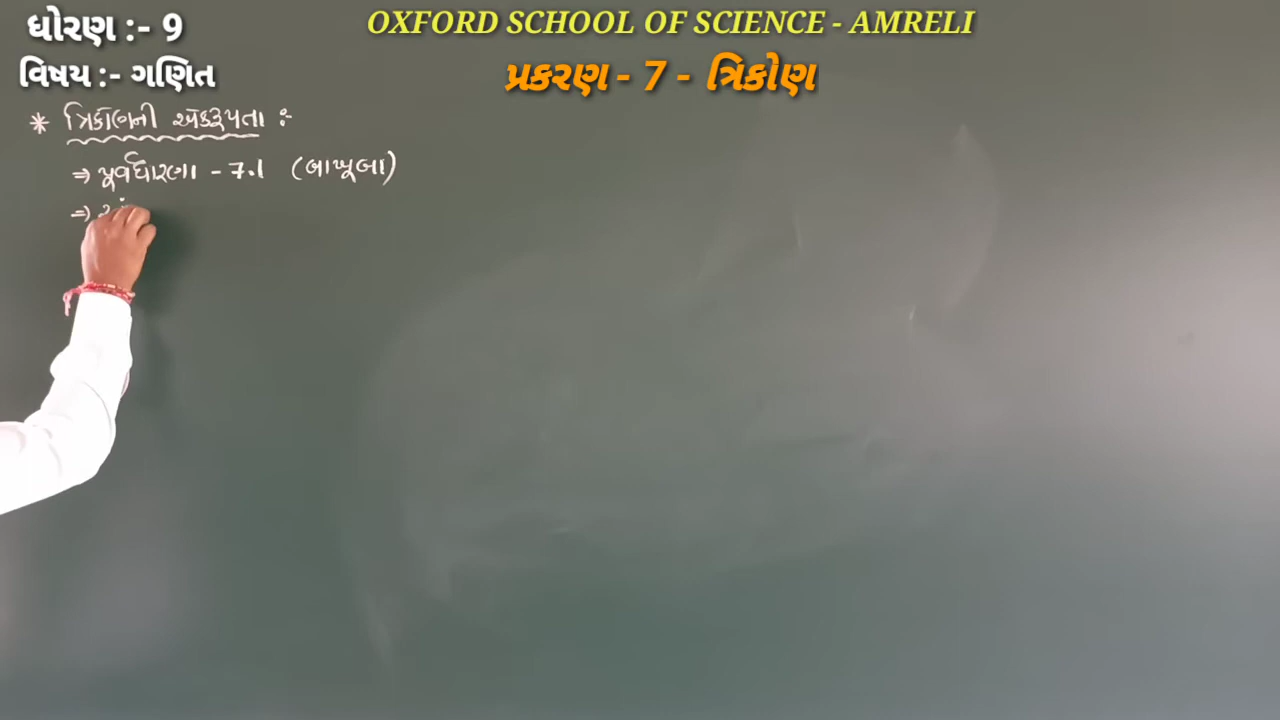 ધોરણ :- 9
OXFORD SCHOOL OF SCIENCE - AMRELI
વિષય :- ગણિત
પ્રકરણ - 7 - ત્રિકોણ
* ત્રિકોણની એકરૂપતા :-
⇒ પૂર્વધારણા - 7.1 (બાખૂબા)
⇒